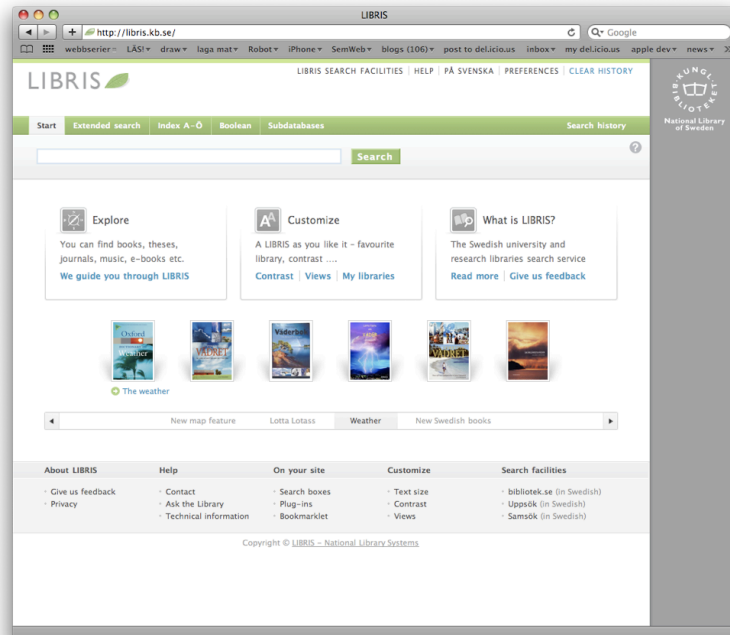 LIBRIS
http://libris.kb.se/
Google
webbserier LÄS! draw laga mat Robot iPhone SemWeb blogs (106) post to del.icio.us inbox my del.icio.us apple dev news
LIBRIS
LIBRIS SEARCH FACILITIES | HELP | PÅ SVENSKA | PREFERENCES | CLEAR HISTORY
KUNGL. BIBLIOTEKET
National Library
of Sweden
Start Extended search Index A-Ö Boolean Subdatabases Search history
Search
?
Explore
You can find books, theses,
journals, music, e-books etc.
We guide you through LIBRIS
AA Customize
A LIBRIS as you like it - favourite
library, contrast ....
Contrast | Views | My libraries
What is LIBRIS?
The Swedish university and
research libraries search service
Read more | Give us feedback
Oxford
Weather
VÄDRET
Väderbok
VÄDRET
The weather
New map feature Lotta Lotass Weather New Swedish books
About LIBRIS Help On your site Customize Search facilities
Give us feedback Contact Search boxes Text size bibliotek.se (in Swedish)
Privacy Ask the Library Plug-ins Contrast Uppsök (in Swedish)
Technical information Bookmarklet Views Samsök (in Swedish)
Copyright © LIBRIS - National Library Systems